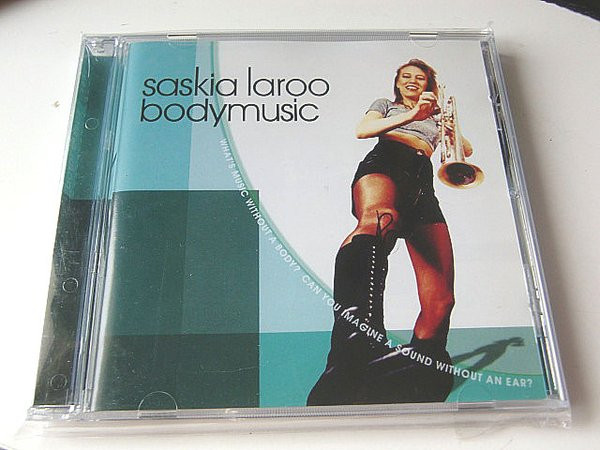 saskia laroo
bodymusic
WHAT'S MUSIC WITHOUT A BODY? CAN YOU IMAGINE A SOUND WITHOUT AN EAR?